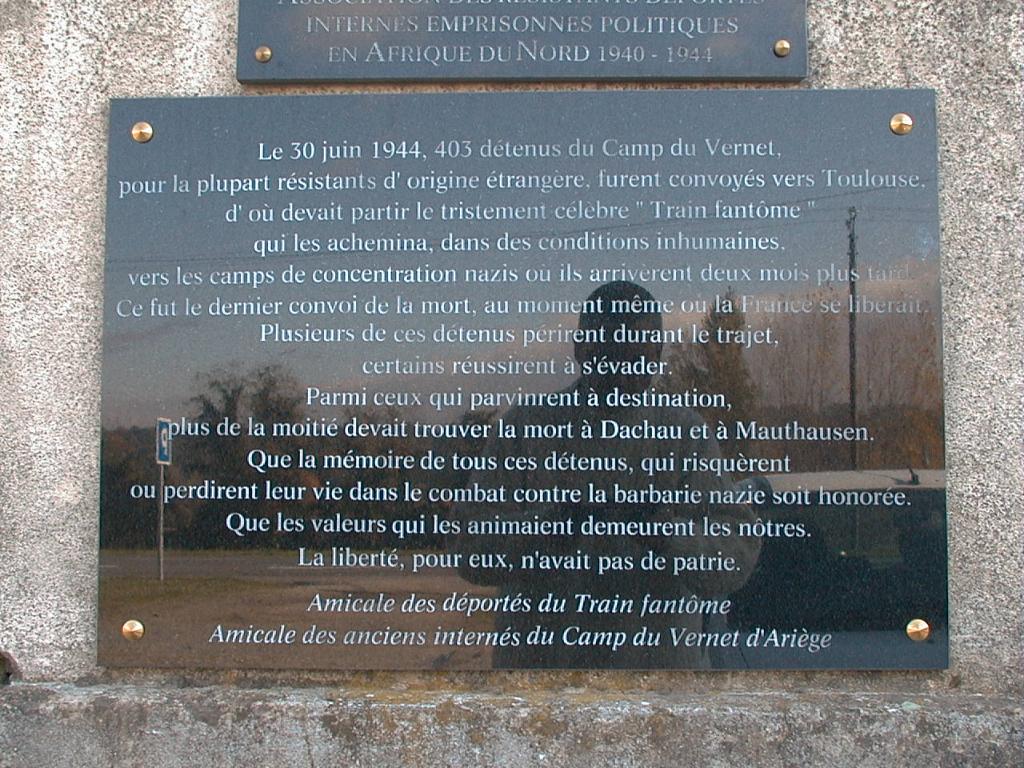 ASSOCIATION DES RESISTANTS DEPORTES
INTERNES EMPRISONNES POLITIQUES
EN AFRIQUE DU NORD 1940 - 1944
Le 30 juin 1944, 403 détenus du Camp du Vernet,
pour la plupart résistants d' origine étrangère, furent convoyés vers Toulouse,
d' où devait partir le tristement célèbre " Train fantôme "
qui les achemina, dans des conditions inhumaines,
vers les camps de concentration nazis où ils arrivèrent deux mois plus tard.
Ce fut le dernier convoi de la mort, au moment même où la France se libérait.
Plusieurs de ces détenus périrent durant le trajet,
certains réussirent à s'évader.
Parmi ceux qui parvinrent à destination,
plus de la moitié devait trouver la mort à Dachau et à Mauthausen.
Que la mémoire de tous ces détenus, qui risquèrent
ou perdirent leur vie dans le combat contre la barbarie nazie soit honorée.
Que les valeurs qui les animaient demeurent les nôtres.
La liberté, pour eux, n'avait pas de patrie.
Amicale des déportés du Train fantôme
Amicale des anciens internés du Camp du Vernet d'Ariège